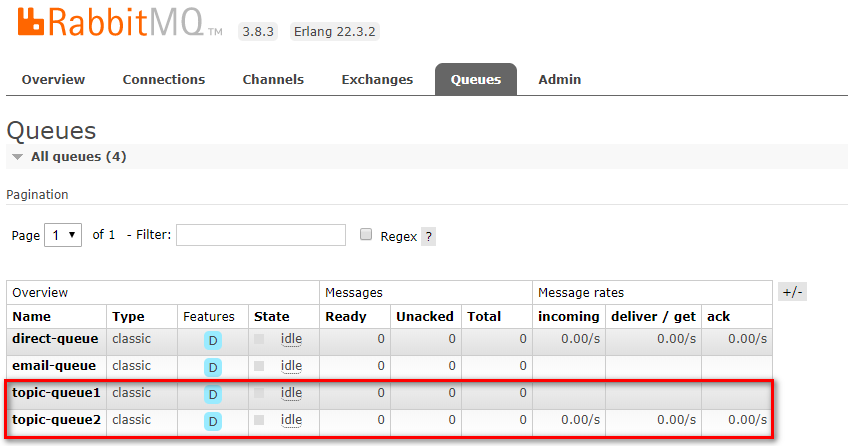 RabbitMQ TM 3.8.3 Erlang 22.3.2
Overview Connections Channels Exchanges Queues Admin
Queues
All queues (4)
Pagination
Page 1 of 1 - Filter: Regex ?
Overview Messages Message rates +/-
Name Type Features State Ready Unacked Total incoming deliver / get ack
direct-queue classic D idle 0 0 0 0.00/s 0.00/s 0.00/s
email-queue classic D idle 0 0 0
topic-queue1 classic D idle 0 0 0
topic-queue2 classic D idle 0 0 0 0.00/s 0.00/s 0.00/s